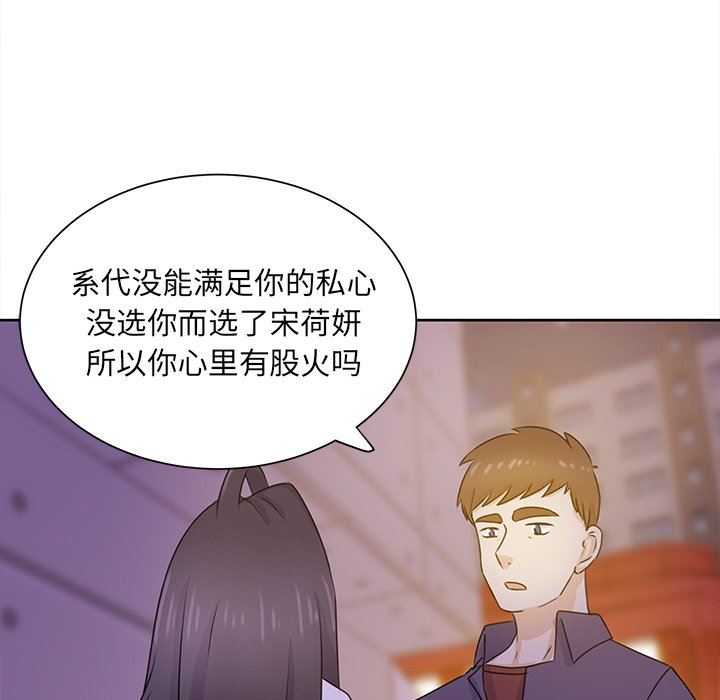 系代没能满足你的私心
没选你而选了宋荷妍
所以你心里有股火吗